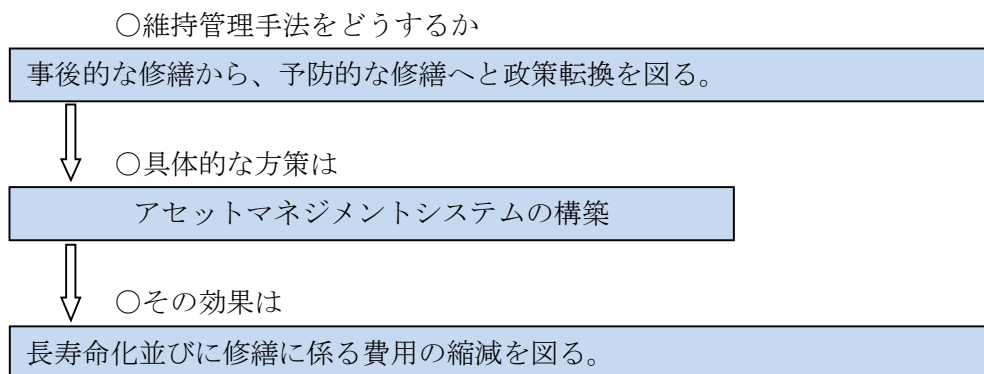 ○維持管理手法をどうするか
事後的な修繕から、予防的な修繕へと政策転換を図る。
○具体的な方策は
アセットマネジメントシステムの構築
○その効果は
長寿命化並びに修繕に係る費用の縮減を図る。